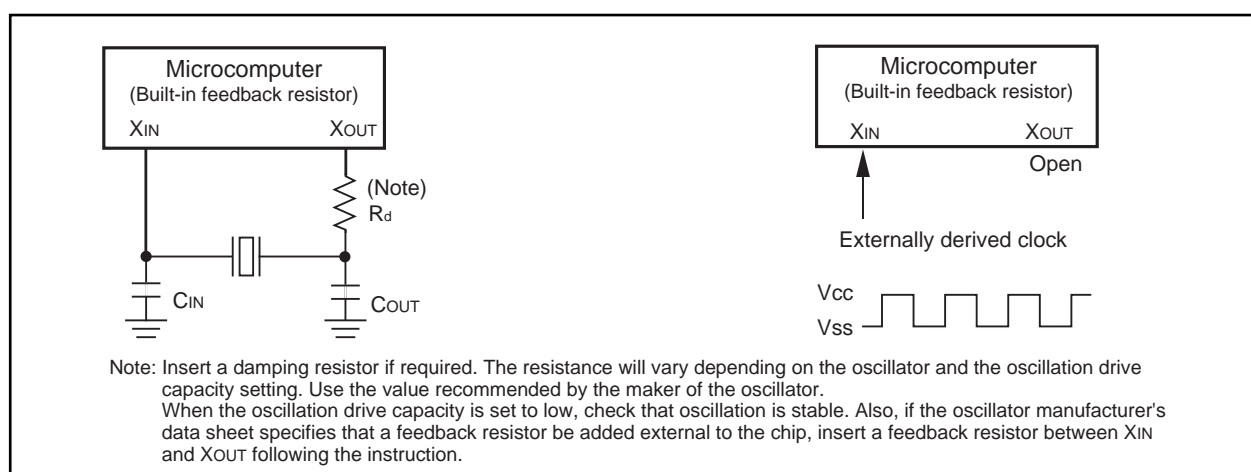 Microcomputer
(Built-in feedback resistor)
XIN XOUT
(Note)
Rd
CIN
COUT
Microcomputer
(Built-in feedback resistor)
XIN XOUT
Open
Externally derived clock
Vcc
Vss
Note: Insert a damping resistor if required. The resistance will vary depending on the oscillator and the oscillation drive
capacity setting. Use the value recommended by the maker of the oscillator.
When the oscillation drive capacity is set to low, check that oscillation is stable. Also, if the oscillator manufacturer's
data sheet specifies that a feedback resistor be added external to the chip, insert a feedback resistor between XIN
and XOUT following the instruction.